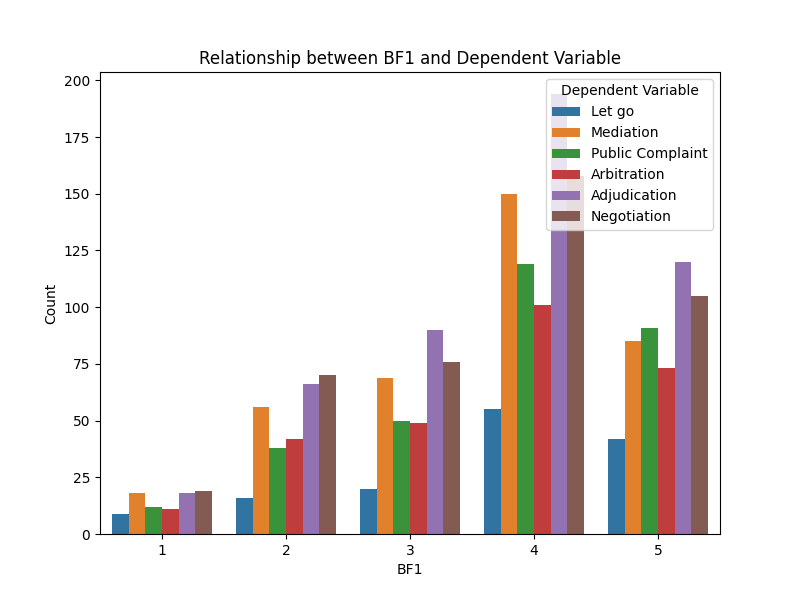 Relationship between BF1 and Dependent Variable
200
175
150
125
100
75
50
25
0
Count
Dependent Variable
Let go
Mediation
Public Complaint
Arbitration
Adjudication
Negotiation
1 2 3 4 5
BF1